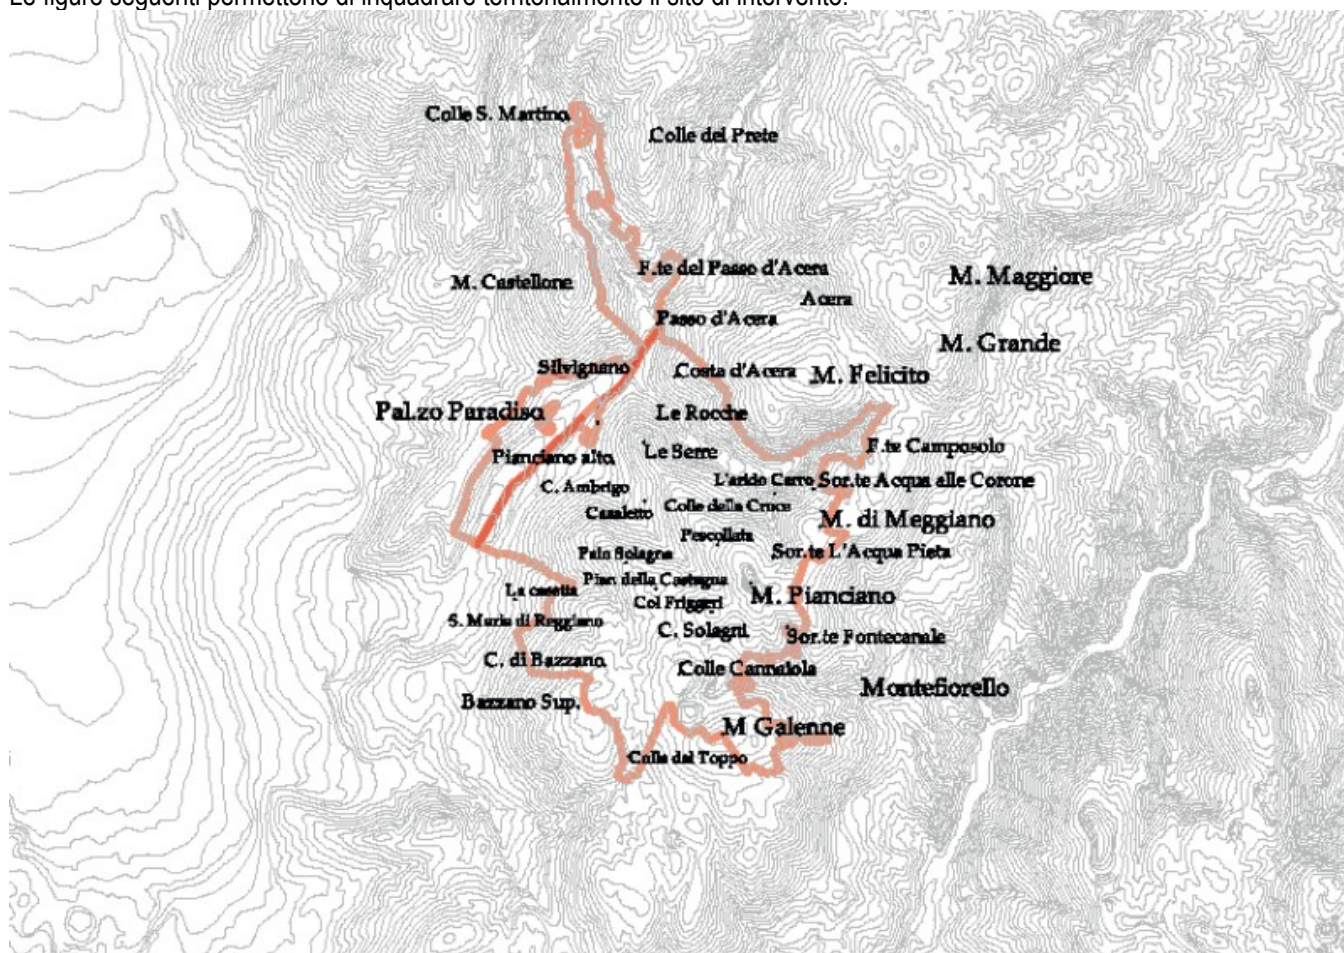 Le figure seguenti permettono di inquadrare territorialmente il sito di intervento.
Colle S. Martino
Colle del Prete
F.te del Passo d'Acera
M. Castellone
M. Maggiore
Acera
Passo d'Acera
M. Grande
Silvignano
Costa d'Acera
M. Felicito
Pal.zo Paradiso
Le Rocche
F.te Camposolo
Le Serre
Pianciano alto
L'arido Cerro
Sor.te Acqua alle Corone
C. Ambrigo
Colle della Croce
Casaletto
M. di Meggiano
Pescollata
Sor.te L'Acqua Pieta
Paln Solagne
Pian della Castagna
La casetta
M. Pianciano
Col Friggeri
S. Maria di Reggiano
C. Solagni
Sor.te Fontecanale
C. di Bazzano
Colle Cannaiola
Montefiorello
Bazzano Sup.
M Galenne
Colle del Toppo